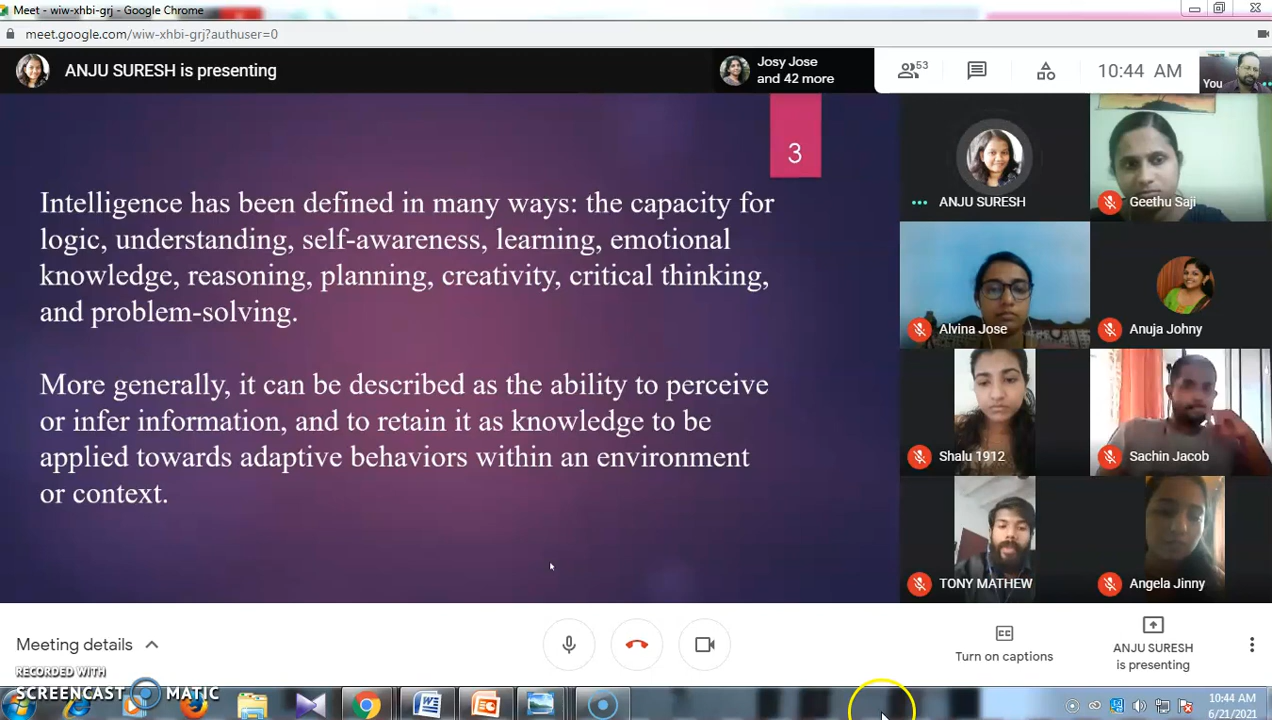 Meet - wiw-xhbi-grj - Google Chrome
meet.google.com/wiw-xhbi-grj?authuser=0
ANJU SURESH is presenting
Josy Jose
and 42 more
53
10:44 AM
You
3
Intelligence has been defined in many ways: the capacity for
logic, understanding, self-awareness, learning, emotional
knowledge, reasoning, planning, creativity, critical thinking,
and problem-solving.
More generally, it can be described as the ability to perceive
or infer information, and to retain it as knowledge to be
applied towards adaptive behaviors within an environment
or context.
ANJU SURESH
Geethu Saji
Alvina Jose
Anuja Johny
Shalu 1912
Sachin Jacob
TONY MATHEW
Angela Jinny
Meeting details
CC
Turn on captions
ANJU SURESH
is presenting
RECORDED WITH
SCREENCAST MATIC
10:44 AM
6/21/2021